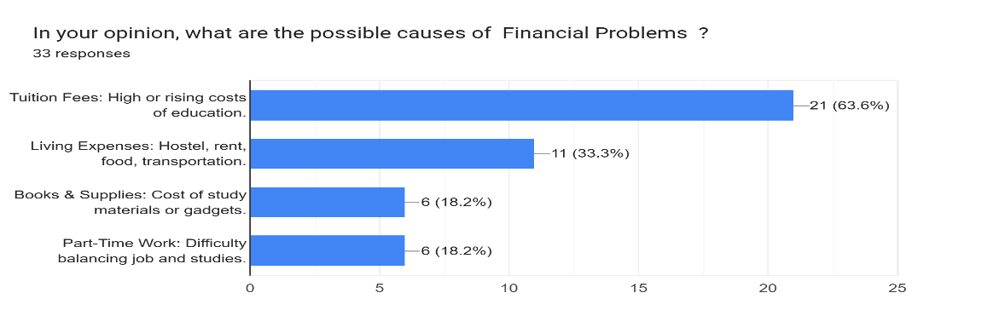 In your opinion, what are the possible causes of  Financial Problems  ?
33 responses
Tuition Fees: High or rising costs
of education.
21 (63.6%)
Living Expenses: Hostel, rent,
food, transportation.
11 (33.3%)
Books & Supplies: Cost of study
materials or gadgets.
6 (18.2%)
Part-Time Work: Difficulty
balancing job and studies.
6 (18.2%)
0 5 10 15 20 25